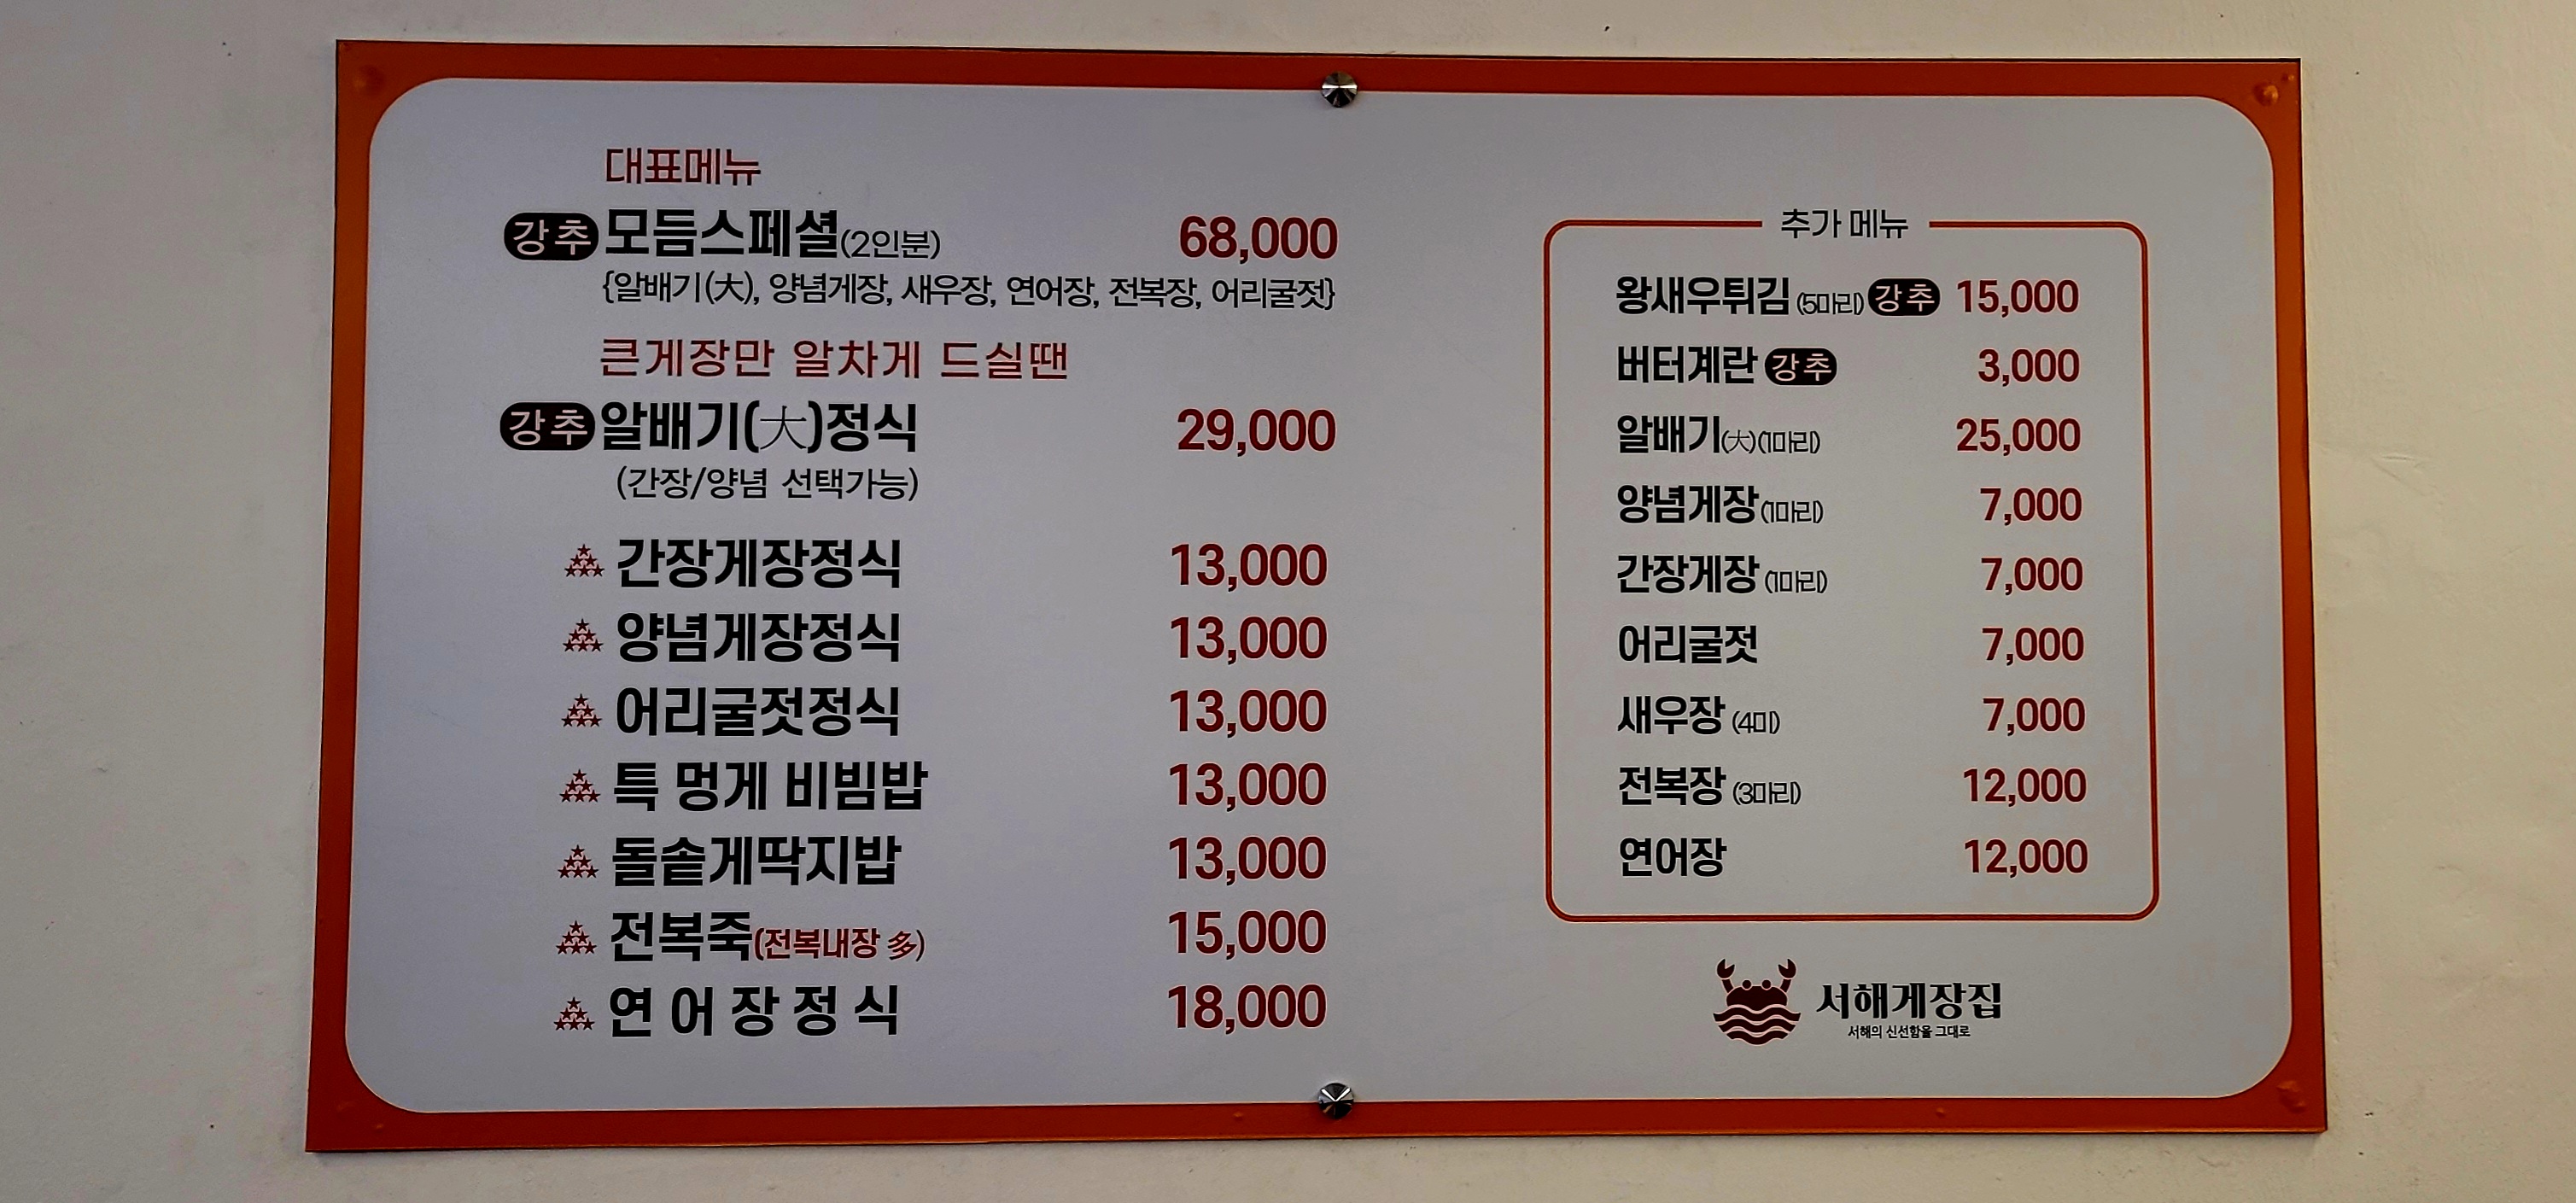 대표메뉴
강추 모듬스페셜(2인분) 68,000
{알배기(大), 양념게장, 새우장, 연어장, 전복장, 어리굴젓}
큰게장만 알차게 드실땐
강추 알배기(大)정식 29,000
(간장/양념 선택가능)
간장게장정식 13,000
양념게장정식 13,000
어리굴젓정식 13,000
특 멍게 비빔밥 13,000
돌솥게딱지밥 13,000
전복죽(전복내장 多) 15,000
연어장정식 18,000
추가 메뉴
왕새우튀김 (5마리) 강추 15,000
버터계란 강추 3,000
알배기(大)(1마리) 25,000
양념게장(1마리) 7,000
간장게장 (1마리) 7,000
어리굴젓 7,000
새우장 (4미) 7,000
전복장 (3마리) 12,000
연어장 12,000
서해게장집
서해의 신선함을 그대로